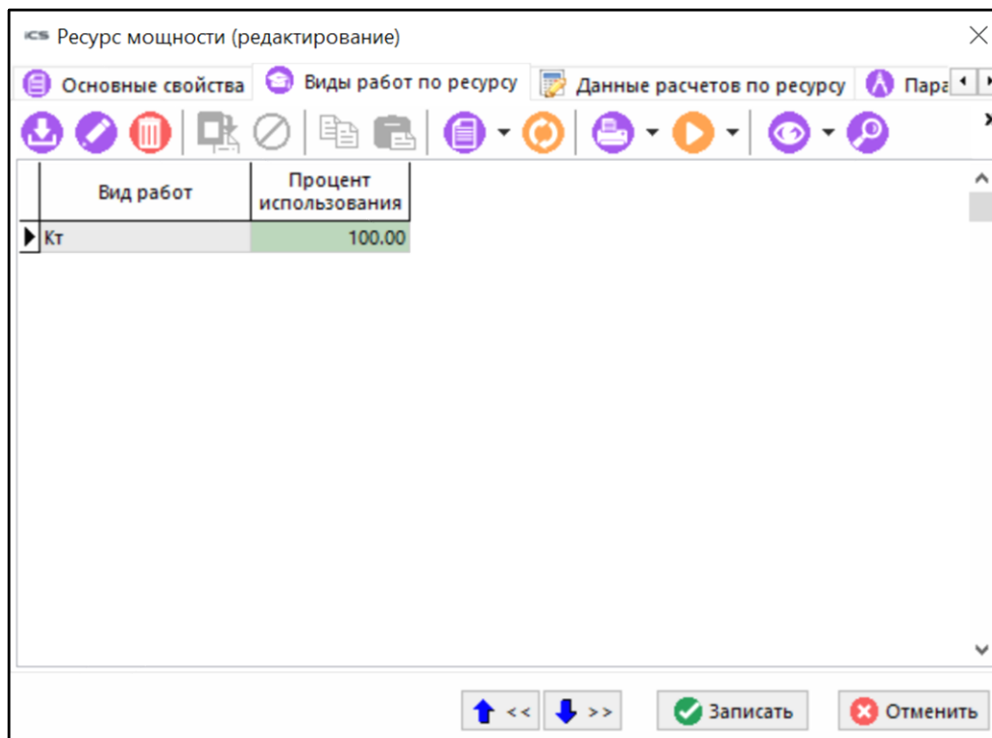 iCS Ресурс мощности (редактирование)
Основные свойства Виды работ по ресурсу Данные расчетов по ресурсу
Вид работ Процент использования
Кт 100.00
<< >> Записать Отменить